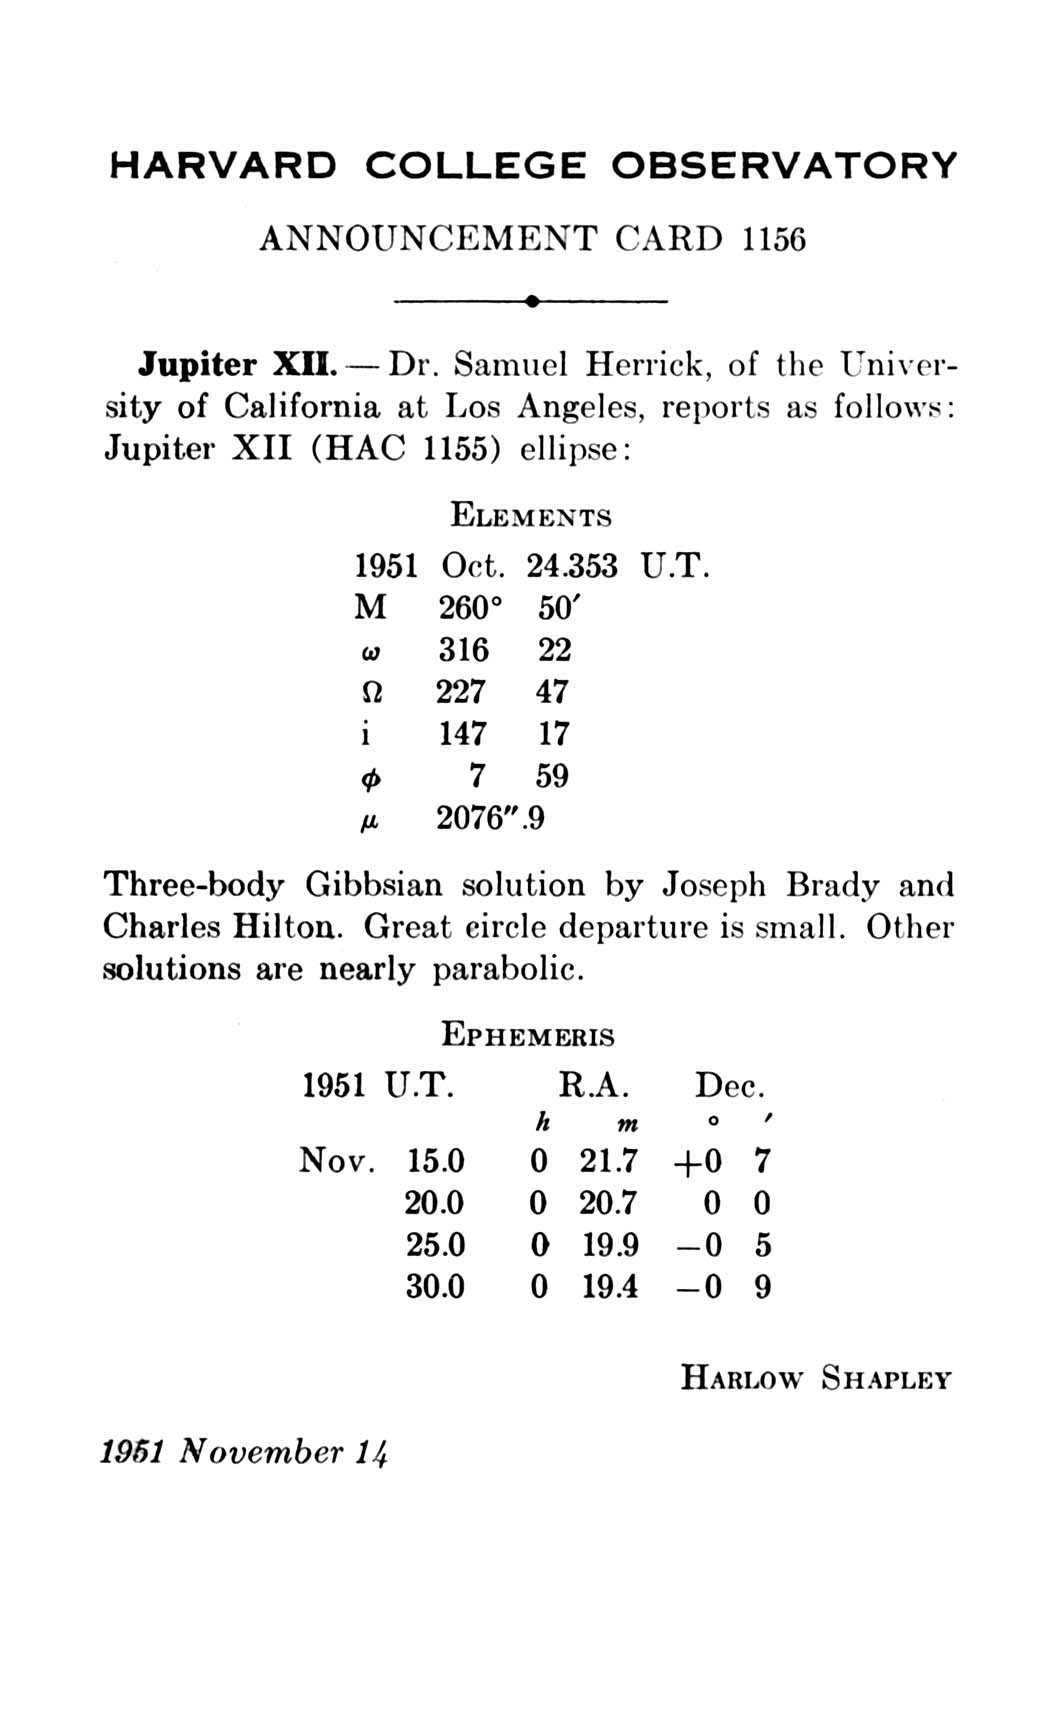 HARVARD COLLEGE OBSERVATORY
ANNOUNCEMENT CARD 1156
Jupiter XII. — Dr. Samuel Herrick, of the Univer-
sity of California at Los Angeles, reports as follows:
Jupiter XII (HAC 1155) ellipse:
ELEMENTS
1951 Oct. 24.353 U.T.
M 260° 50′
ω 316 22
Ω 227 47
i 147 17
φ 7 59
μ 2076″.9
Three-body Gibbsian solution by Joseph Brady and
Charles Hilton. Great circle departure is small. Other
solutions are nearly parabolic.
EPHEMERIS
1951 U.T. R.A. Dec.
h m ° ′
Nov. 15.0 0 21.7 +0 7
20.0 0 20.7 0 0
25.0 0 19.9 −0 5
30.0 0 19.4 −0 9
HARLOW SHAPLEY
1951 November 14